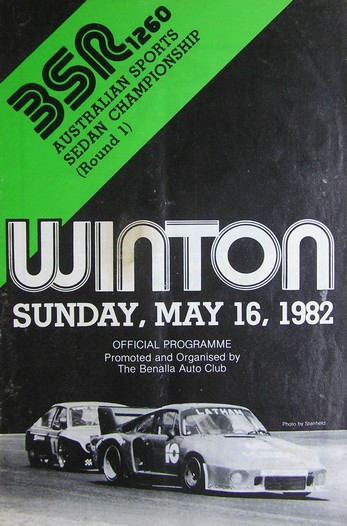 3SR 1260
AUSTRALIAN SPORTS
SEDAN CHAMPIONSHIP
(Round 1)
WINTON
SUNDAY, MAY 16, 1982
OFFICIAL PROGRAMME
Promoted and Organised by
The Benalla Auto Club
Photo by Stanfield
LATHAM
10